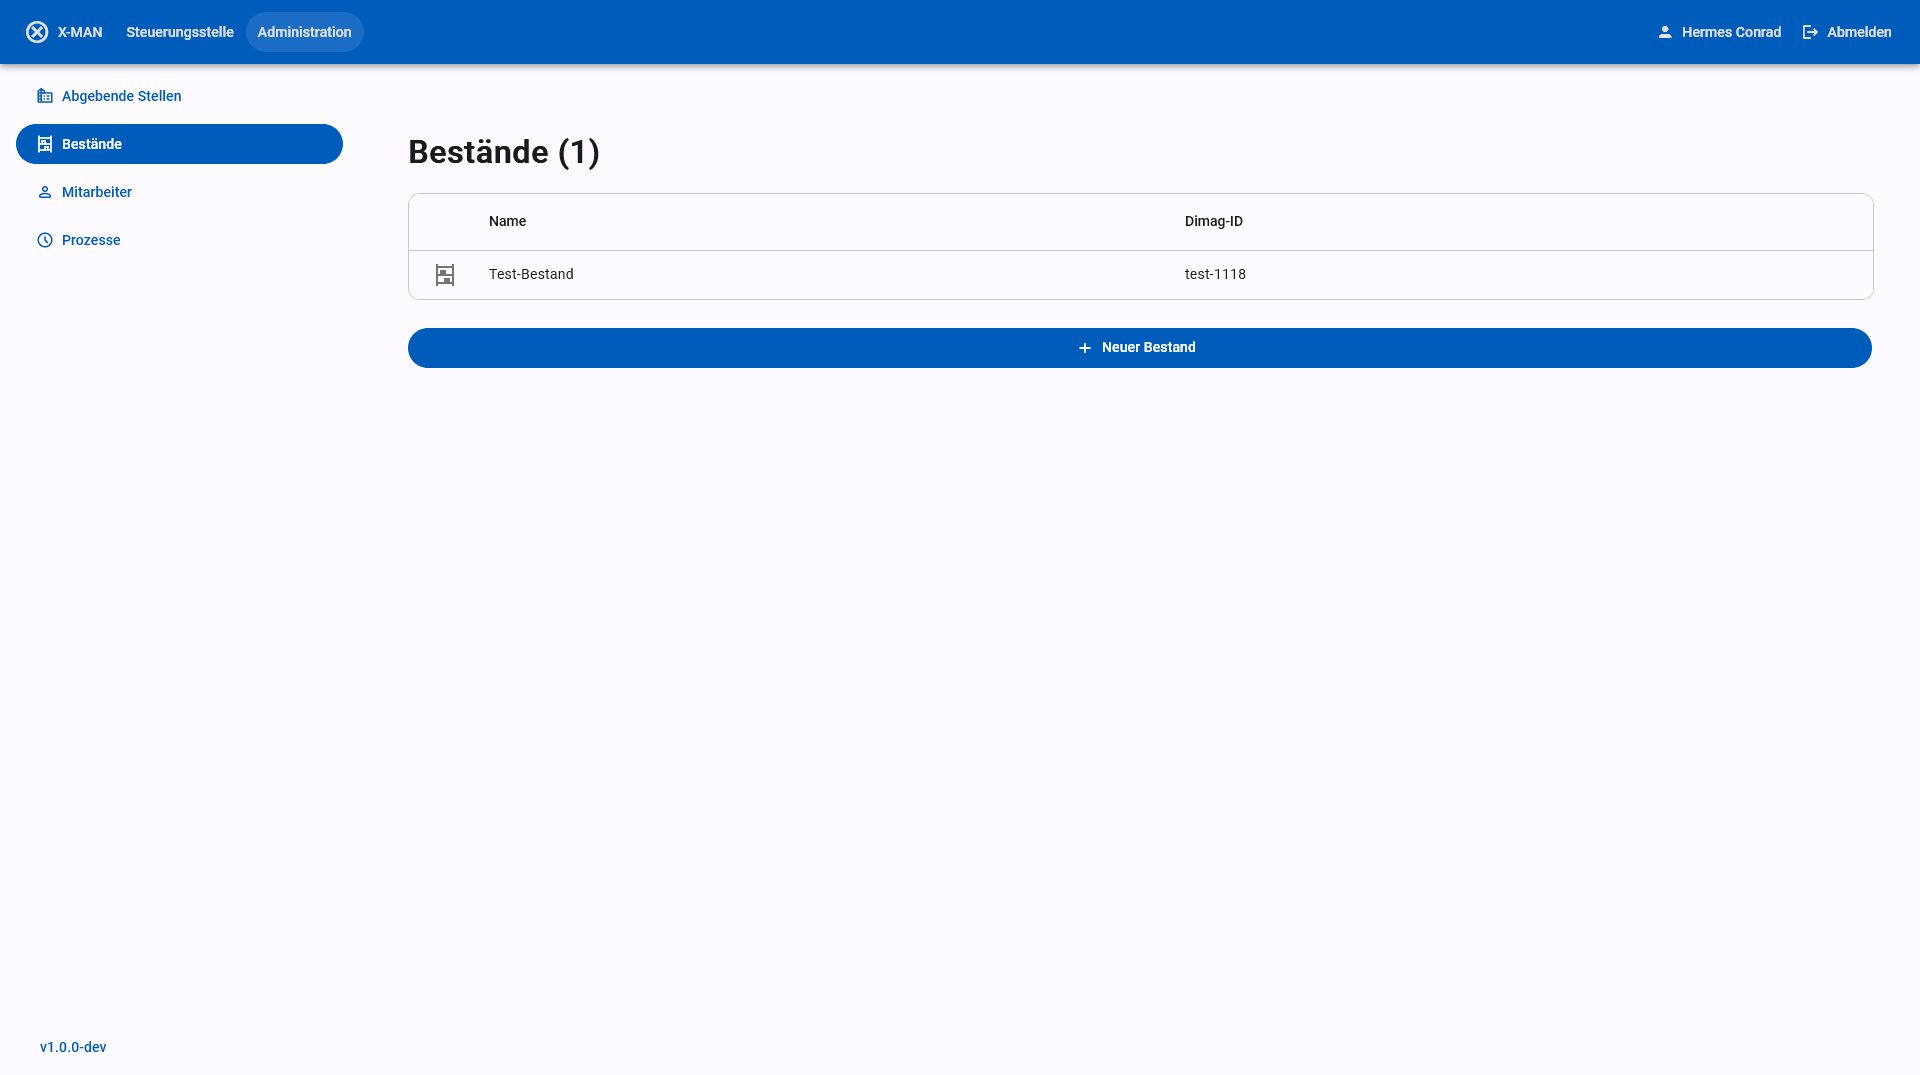 X-MAN Steuerungsstelle Administration Hermes Conrad Abmelden
Abgebende Stellen
Bestände
Mitarbeiter
Prozesse
Bestände (1)
Name Dimag-ID
Test-Bestand test-1118
Neuer Bestand
v1.0.0-dev